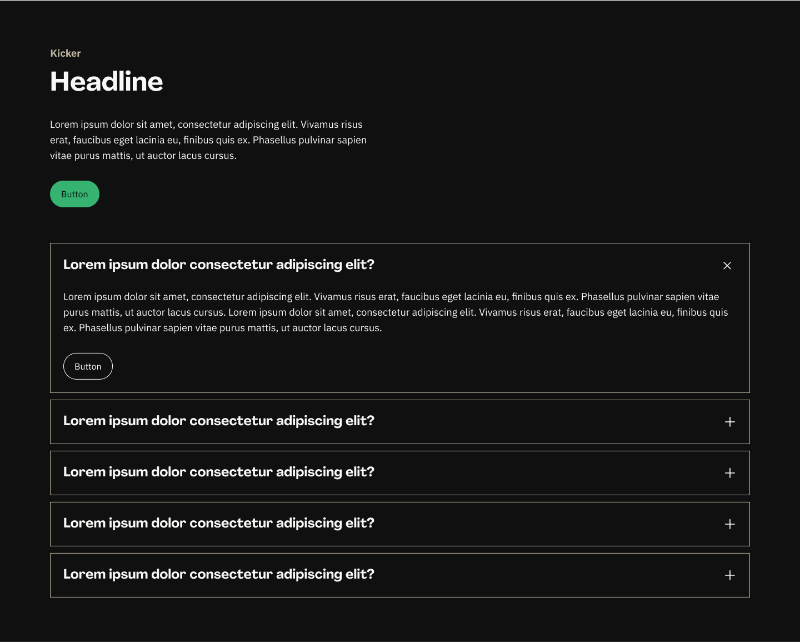 Kicker
Headline
Lorem ipsum dolor sit amet, consectetur adipiscing elit. Vivamus risus
erat, faucibus eget lacinia eu, finibus quis ex. Phasellus pulvinar sapien
vitae purus mattis, ut auctor lacus cursus.
Button
Lorem ipsum dolor consectetur adipiscing elit?
Lorem ipsum dolor sit amet, consectetur adipiscing elit. Vivamus risus erat, faucibus eget lacinia eu, finibus quis ex. Phasellus pulvinar sapien vitae
purus mattis, ut auctor lacus cursus. Lorem ipsum dolor sit amet, consectetur adipiscing elit. Vivamus risus erat, faucibus eget lacinia eu, finibus quis
ex. Phasellus pulvinar sapien vitae purus mattis, ut auctor lacus cursus.
Button
Lorem ipsum dolor consectetur adipiscing elit?
Lorem ipsum dolor consectetur adipiscing elit?
Lorem ipsum dolor consectetur adipiscing elit?
Lorem ipsum dolor consectetur adipiscing elit?